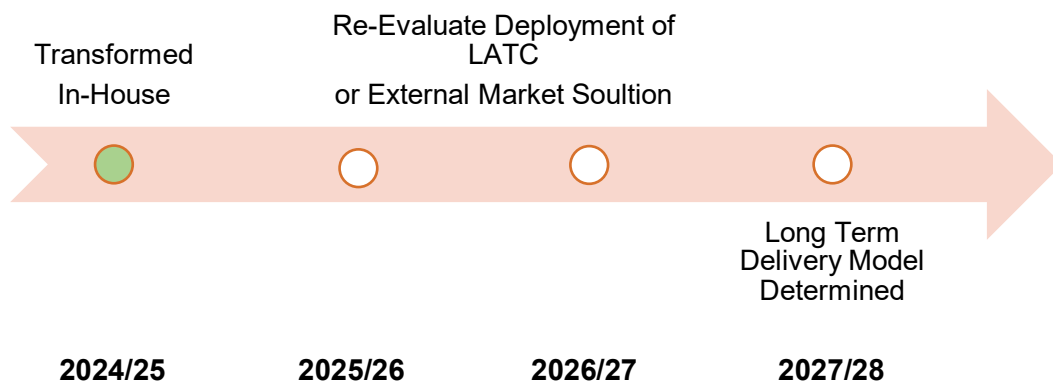 Transformed
In-House
Re-Evaluate Deployment of
LATC
or External Market Soultion
Long Term
Delivery Model
Determined
2024/25
2025/26
2026/27
2027/28